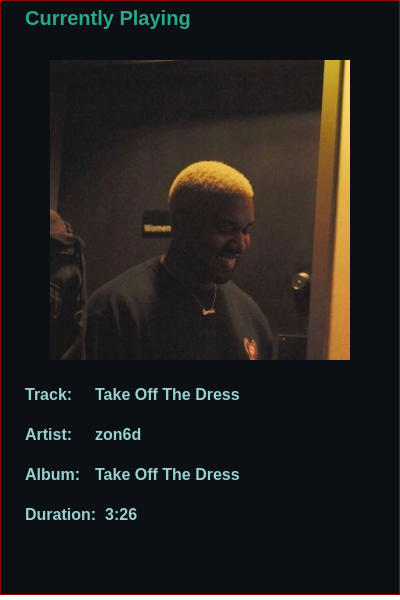 Currently Playing
Women
Track: Take Off The Dress
Artist: zon6d
Album: Take Off The Dress
Duration: 3:26